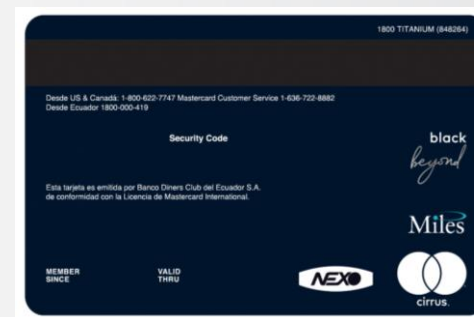 1800 TITANIUM (848264)
Desde US & Canadá: 1-800-622-7747 Mastercard Customer Service 1-636-722-8882
Desde Ecuador 1800-000-419
Security Code
black
beyond
Esta tarjeta es emitida por Banco Diners Club del Ecuador S.A.
de conformidad con la Licencia de Mastercard International.
Miles
MEMBER
SINCE
VALID
THRU
NEXO
cirrus.